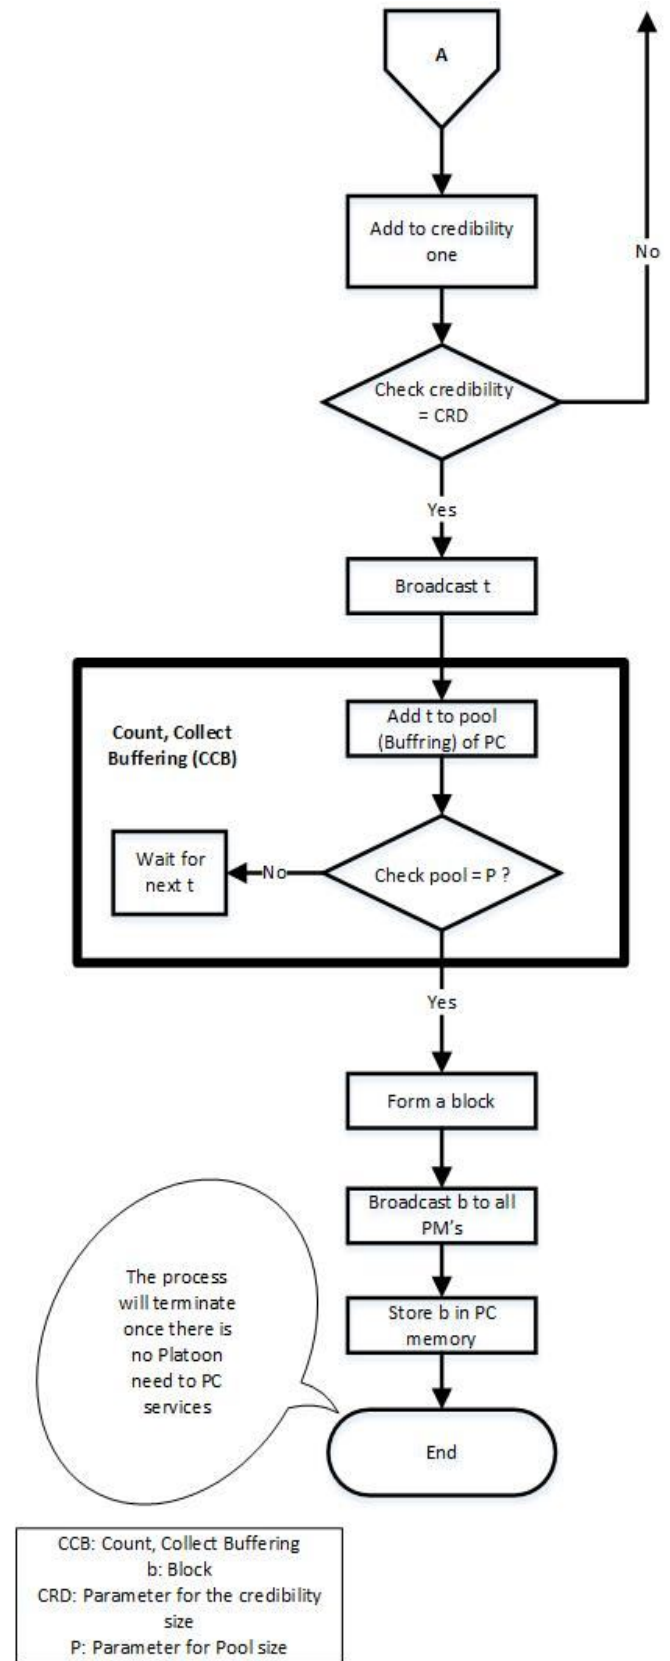 A
Add to credibility
one
No
Check credibility
= CRD
Yes
Broadcast t
Count, Collect
Buffering (CCB)
Add t to pool
(Buffring) of PC
Wait for
next t
No
Check pool = P ?
Yes
Form a block
Broadcast b to all
PM's
Store b in PC
memory
The process
will terminate
once there is
no Platoon
need to PC
services
End
CCB: Count, Collect Buffering
b: Block
CRD: Parameter for the credibility
size
P: Parameter for Pool size